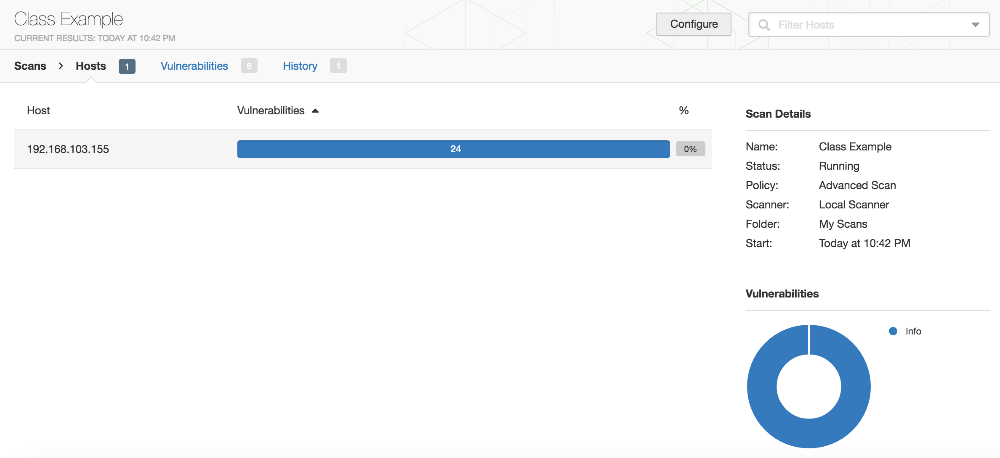 Class Example
CURRENT RESULTS: TODAY AT 10:42 PM
Configure
Filter Hosts
Scans > Hosts 1 Vulnerabilities 6 History 1
Host Vulnerabilities %
192.168.103.155 24 0%
Scan Details
Name: Class Example
Status: Running
Policy: Advanced Scan
Scanner: Local Scanner
Folder: My Scans
Start: Today at 10:42 PM
Vulnerabilities
Info